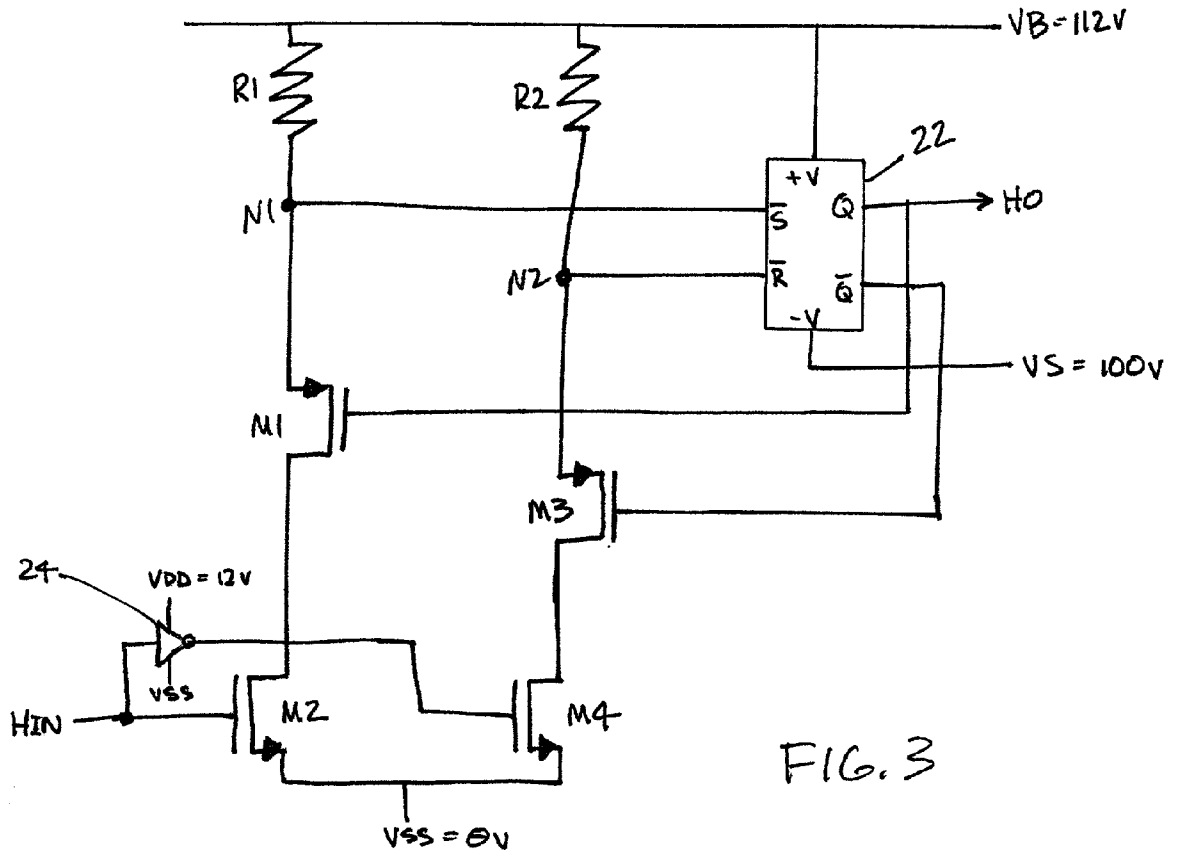 VB = 112V
R1
R2
22
+V
S̅
Q
HO
N1
N2
R̅
Q̅
-V
VS = 100V
M1
M3
24
VDD = 12V
VSS
HIN
M2
M4
VSS = 0V
FIG. 3